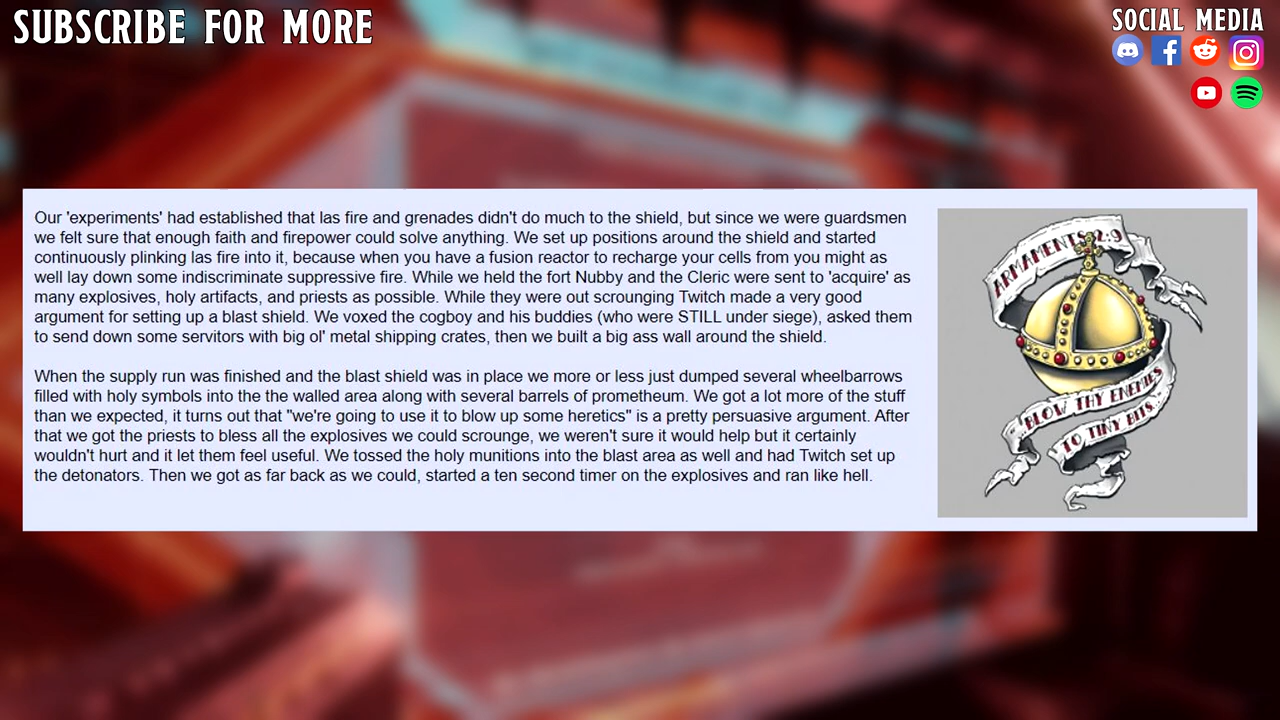 SUBSCRIBE FOR MORE
SOCIAL MEDIA
Our 'experiments' had established that las fire and grenades didn't do much to the shield, but since we were guardsmen
we felt sure that enough faith and firepower could solve anything. We set up positions around the shield and started
continuously plinking las fire into it, because when you have a fusion reactor to recharge your cells from you might as
well lay down some indiscriminate suppressive fire. While we held the fort Nubby and the Cleric were sent to 'acquire' as
many explosives, holy artifacts, and priests as possible. While they were out scrounging Twitch made a very good
argument for setting up a blast shield. We voxed the cogboy and his buddies (who were STILL under siege), asked them
to send down some servitors with big ol' metal shipping crates, then we built a big ass wall around the shield.
When the supply run was finished and the blast shield was in place we more or less just dumped several wheelbarrows
filled with holy symbols into the the walled area along with several barrels of prometheum. We got a lot more of the stuff
than we expected, it turns out that "we're going to use it to blow up some heretics" is a pretty persuasive argument. After
that we got the priests to bless all the explosives we could scrounge, we weren't sure it would help but it certainly
wouldn't hurt and it let them feel useful. We tossed the holy munitions into the blast area as well and had Twitch set up
the detonators. Then we got as far back as we could, started a ten second timer on the explosives and ran like hell.
ARMAMENTS 2:9
BLOW THY ENEMIES
TO TINY BITS...